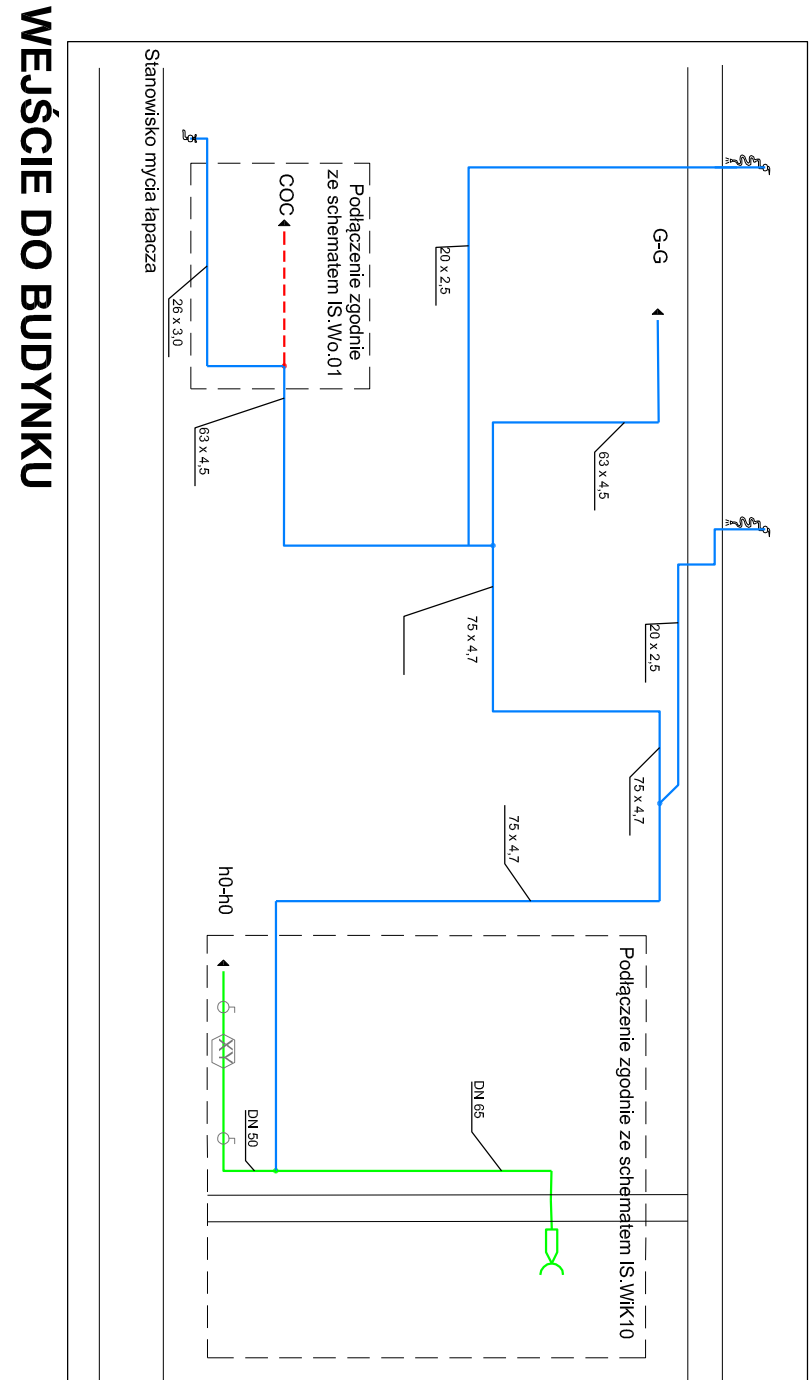 WEJŚCIE DO BUDYNKU
Stanowisko mycia łapacza
Podłączenie zgodnie
ze schematem IS.Wo.01
COC
26 x 3,0
63 x 4,5
20 x 2,5
G-G
63 x 4,5
75 x 4,7
20 x 2,5
75 x 4,7
75 x 4,7
h0-h0
Podłączenie zgodnie ze schematem IS.WiK10
XY
DN 50
DN 65